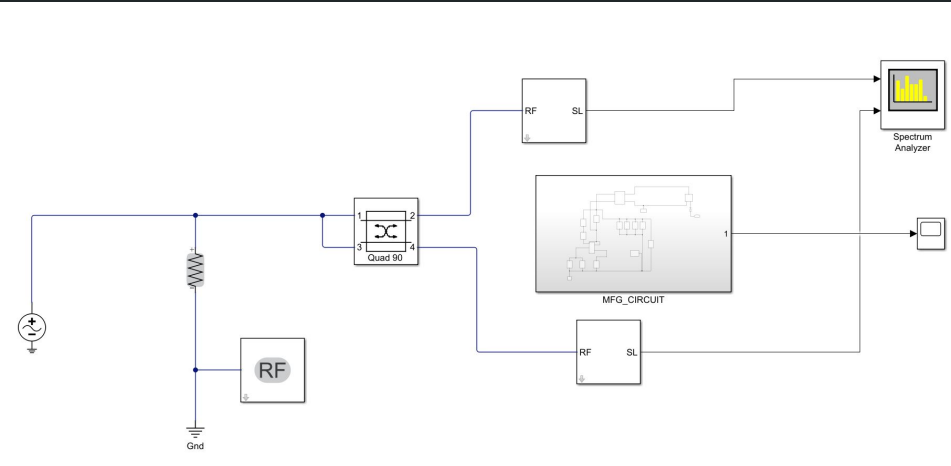 RF
SL
Spectrum
Analyzer
1
2
3
4
Quad 90
1
MFG_CIRCUIT
RF
SL
RF
Gnd